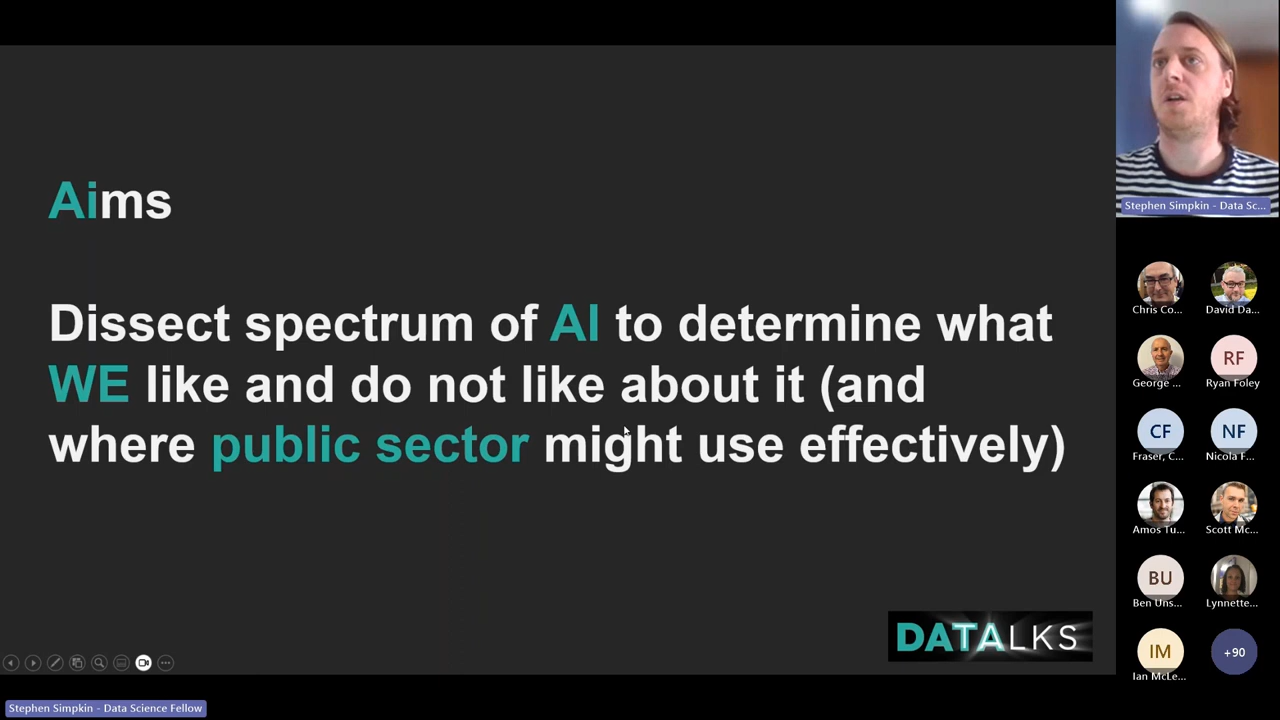 Aims
Dissect spectrum of AI to determine what
WE like and do not like about it (and
where public sector might use effectively)
DATALKS
Stephen Simpkin - Data Science Fellow
Stephen Simpkin - Data Sc...
Chris Co...
David Da...
George ...
RF
Ryan Foley
CF
Fraser, C...
NF
Nicola F...
Amos Tu...
Scott Mc...
BU
Ben Uns...
Lynnette...
IM
Ian McLe...
+90